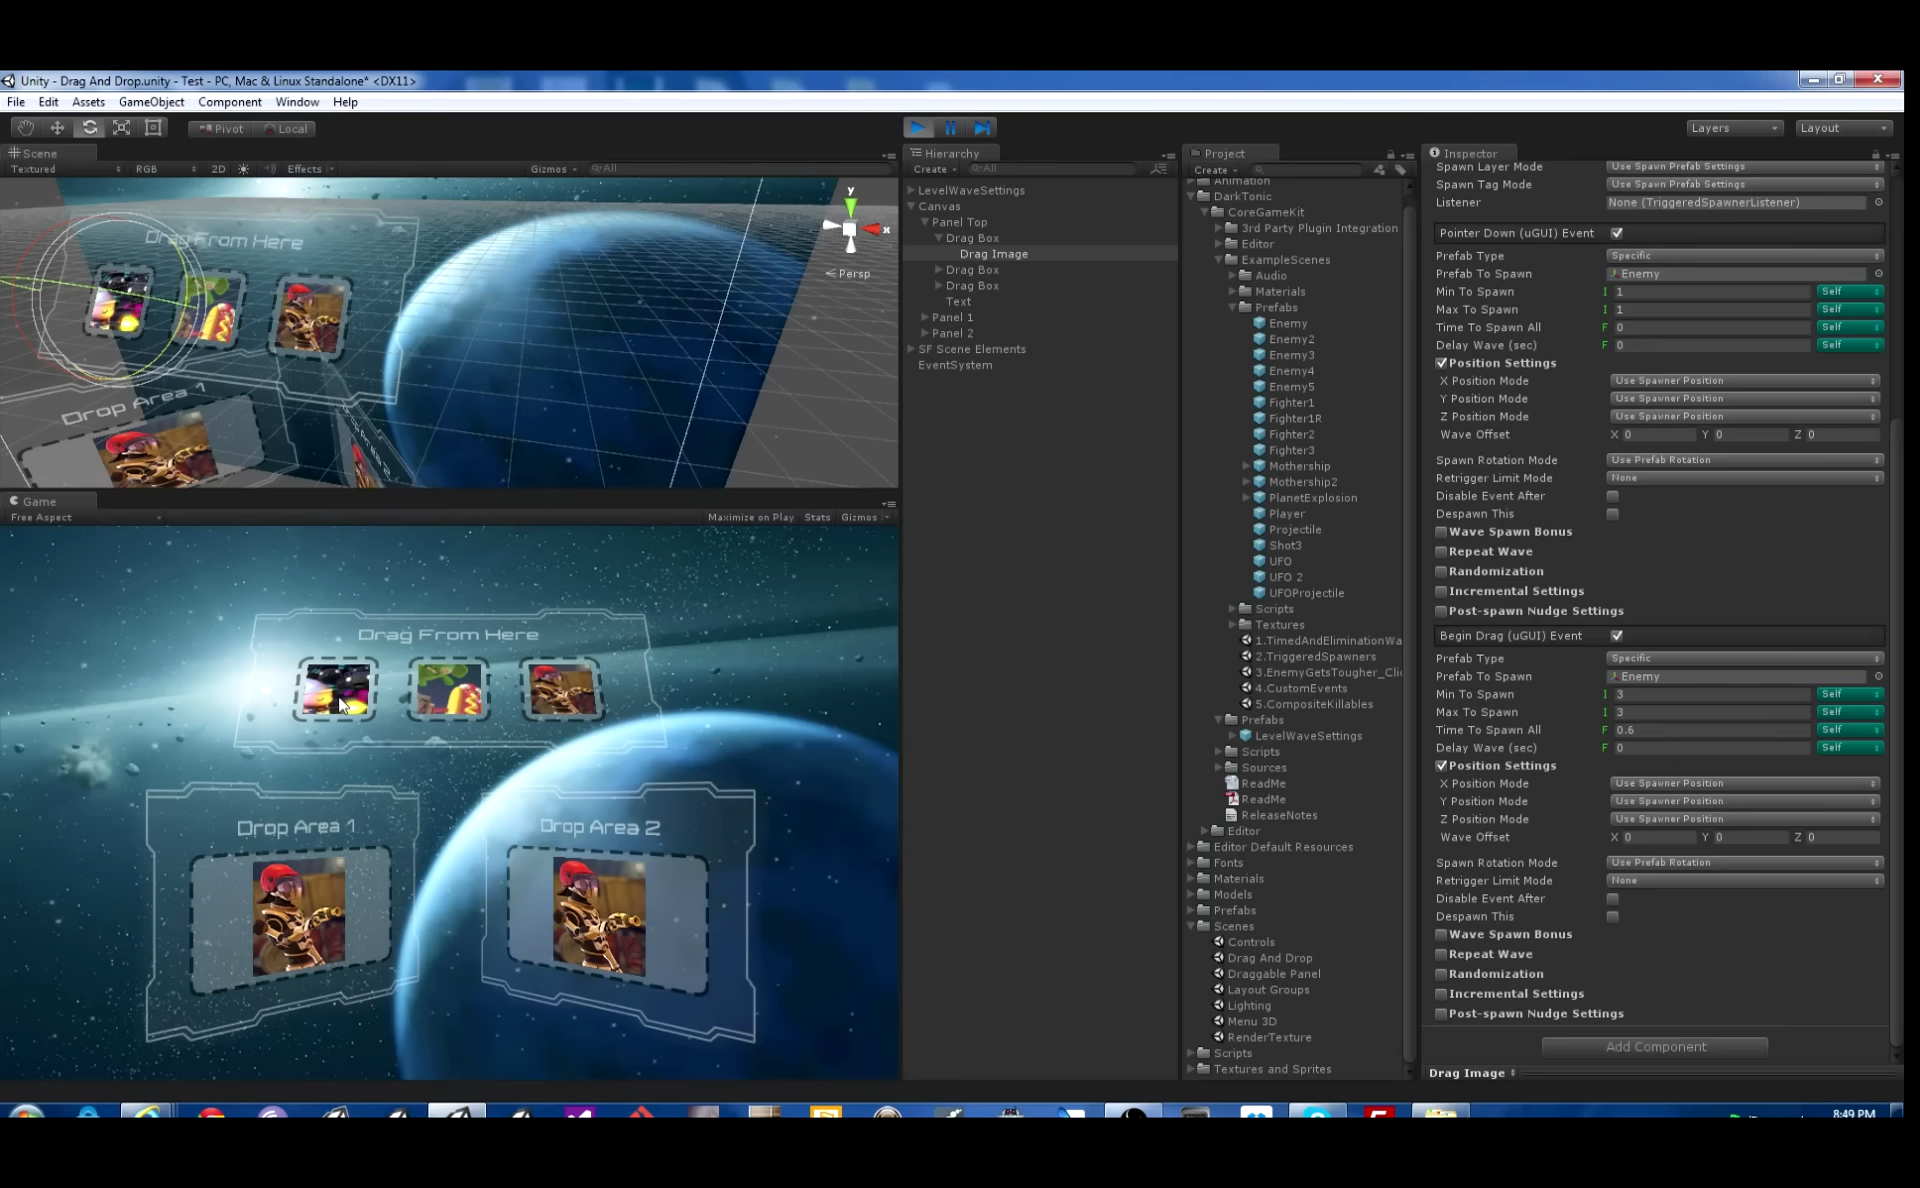 Unity - Drag And Drop.unity - Test - PC, Mac & Linux Standalone* <DX11>
File Edit Assets GameObject Component Window Help
Pivot Local
Layers Layout
Scene
Textured RGB 2D Effects Gizmos All
y
x
Persp
Drag From Here
Drop Area 1
Game
Free Aspect Maximize on Play Stats Gizmos
Drag From Here
Drop Area 1
Drop Area 2
Hierarchy
Create All
LevelWaveSettings
Canvas
Panel Top
Drag Box
Drag Image
Drag Box
Drag Box
Text
Panel 1
Panel 2
SF Scene Elements
EventSystem
Project
Create
Animation
DarkTonic
CoreGameKit
3rd Party Plugin Integration
Editor
ExampleScenes
Audio
Materials
Prefabs
Enemy
Enemy2
Enemy3
Enemy4
Enemy5
Fighter1
Fighter1R
Fighter2
Fighter3
Mothership
Mothership2
PlanetExplosion
Player
Projectile
Shot3
UFO
UFO 2
UFOProjectile
Scripts
Textures
1.TimedAndEliminationWa
2.TriggeredSpawners
3.EnemyGetsTougher_Clic
4.CustomEvents
5.CompositeKillables
Prefabs
LevelWaveSettings
Scripts
Sources
ReadMe
ReadMe
ReleaseNotes
Editor
Editor Default Resources
Fonts
Materials
Models
Prefabs
Scenes
Controls
Drag And Drop
Draggable Panel
Layout Groups
Lighting
Menu 3D
RenderTexture
Scripts
Textures and Sprites
Inspector
Spawn Layer Mode Use Spawn Prefab Settings
Spawn Tag Mode Use Spawn Prefab Settings
Listener None (TriggeredSpawnerListener)
Pointer Down (uGUI) Event
Prefab Type Specific
Prefab To Spawn Enemy
Min To Spawn I 1 Self
Max To Spawn I 1 Self
Time To Spawn All F 0 Self
Delay Wave (sec) F 0 Self
Position Settings
X Position Mode Use Spawner Position
Y Position Mode Use Spawner Position
Z Position Mode Use Spawner Position
Wave Offset X 0 Y 0 Z 0
Spawn Rotation Mode Use Prefab Rotation
Retrigger Limit Mode None
Disable Event After
Despawn This
Wave Spawn Bonus
Repeat Wave
Randomization
Incremental Settings
Post-spawn Nudge Settings
Begin Drag (uGUI) Event
Prefab Type Specific
Prefab To Spawn Enemy
Min To Spawn I 3 Self
Max To Spawn I 3 Self
Time To Spawn All F 0.6 Self
Delay Wave (sec) F 0 Self
Position Settings
X Position Mode Use Spawner Position
Y Position Mode Use Spawner Position
Z Position Mode Use Spawner Position
Wave Offset X 0 Y 0 Z 0
Spawn Rotation Mode Use Prefab Rotation
Retrigger Limit Mode None
Disable Event After
Despawn This
Wave Spawn Bonus
Repeat Wave
Randomization
Incremental Settings
Post-spawn Nudge Settings
Add Component
Drag Image
8:49 PM